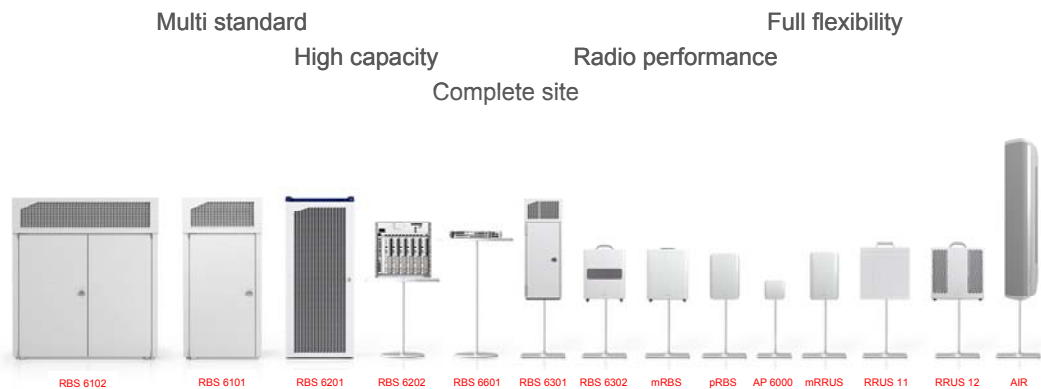 Multi standard Full flexibility
High capacity Radio performance
Complete site
RBS 6102 RBS 6101 RBS 6201 RBS 6202 RBS 6601 RBS 6301 RBS 6302 mRBS pRBS AP 6000 mRRUS RRUS 11 RRUS 12 AIR